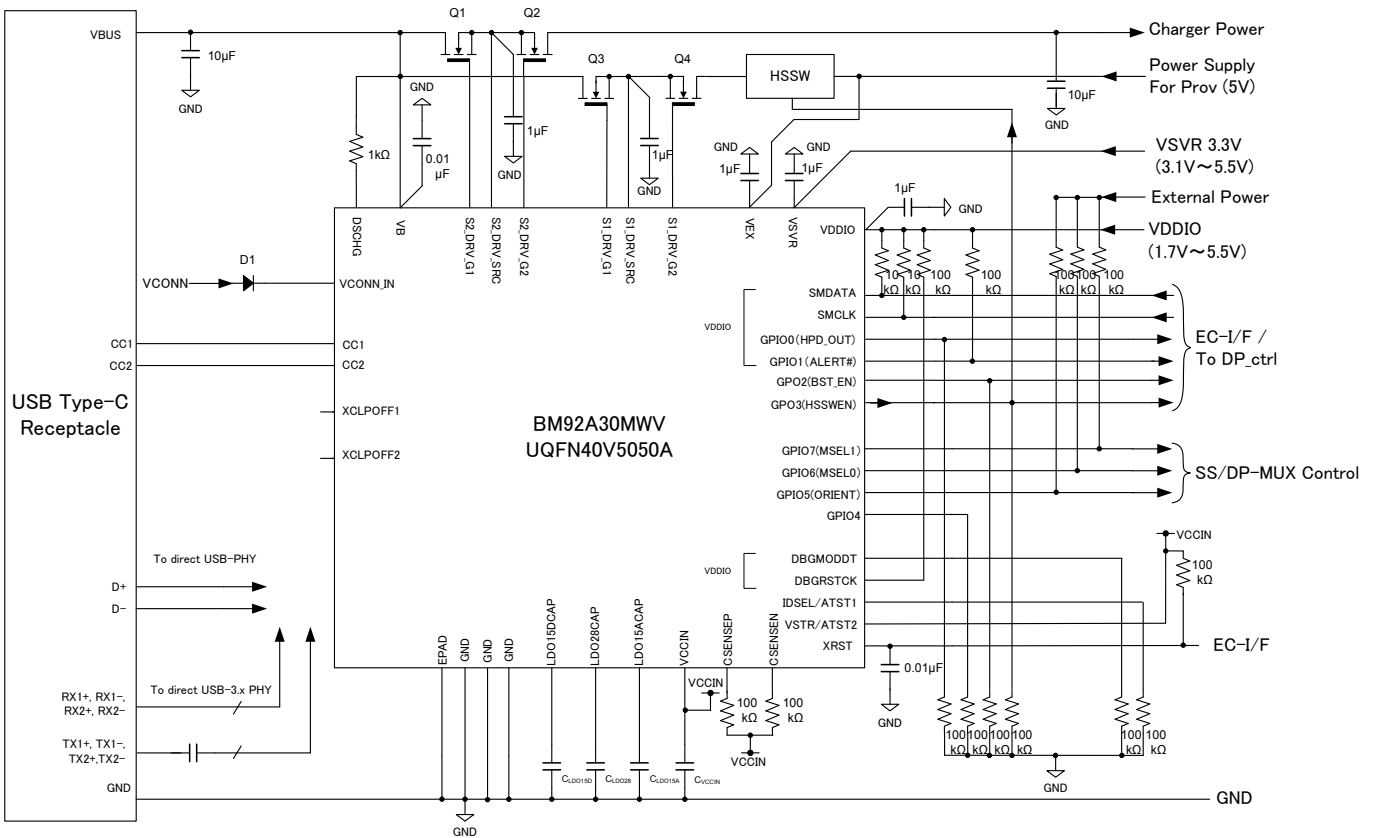 Q1
Q2
VBUS
Charger Power
10µF
GND
Q3
Q4
HSSW
Power Supply
For Prov (5V)
10µF
GND
GND
1µF
GND
1kΩ
0.01
µF
1µF
GND
GND
1µF
GND
1µF
VSVR 3.3V
(3.1V～5.5V)
External Power
1µF
GND
VDDIO
(1.7V～5.5V)
DSCHG
VB
S2_DRV_G1
S2_DRV_SRC
S2_DRV_G2
S1_DRV_G1
S1_DRV_SRC
S1_DRV_G2
VEX
VSVR
VDDIO
D1
VCONN
VCONN_IN
10
kΩ
10
kΩ
100
kΩ
100
kΩ
100
kΩ
100
kΩ
100
kΩ
SMDATA
SMCLK
VDDIO
GPIO0(HPD_OUT)
GPIO1(ALERT#)
GPO2(BST_EN)
GPO3(HSSWEN)
EC-I/F /
To DP_ctrl
CC1
CC1
CC2
CC2
USB Type-C
Receptacle
XCLPOFF1
XCLPOFF2
BM92A30MWV
UQFN40V5050A
GPIO7(MSEL1)
GPIO6(MSEL0)
GPIO5(ORIENT)
SS/DP-MUX Control
GPIO4
VCCIN
To direct USB-PHY
VDDIO
DBGMODDT
DBGRSTCK
100
kΩ
D+
D-
IDSEL/ATST1
VSTR/ATST2
XRST
EC-I/F
EPAD
GND
GND
GND
LDO15DCAP
LDO28CAP
LDO15ACAP
VCCIN
CSENSEP
CSENSEN
0.01µF
GND
To direct USB-3.x PHY
RX1+, RX1-,
RX2+, RX2-
VCCIN
100
kΩ
100
kΩ
VCCIN
100
kΩ
100
kΩ
100
kΩ
100
kΩ
100
kΩ
100
kΩ
GND
TX1+, TX1-,
TX2+,TX2-
CLDO15D
CLDO28
CLDO15A
CVCCIN
GND
GND
GND